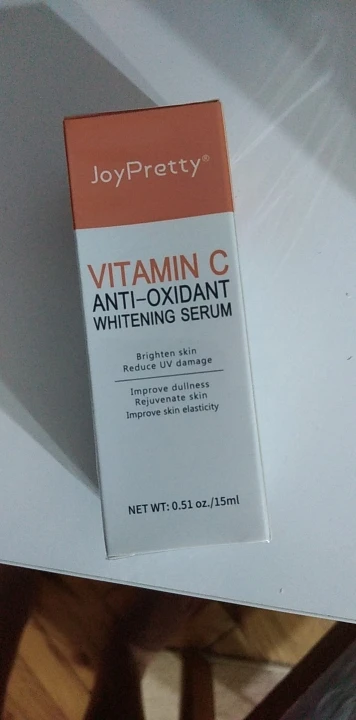 JoyPretty®
VITAMIN C
ANTI-OXIDANT
WHITENING SERUM
Brighten skin
Reduce UV damage
Improve dullness
Rejuvenate skin
Improve skin elasticity
NET WT: 0.51 oz./15ml